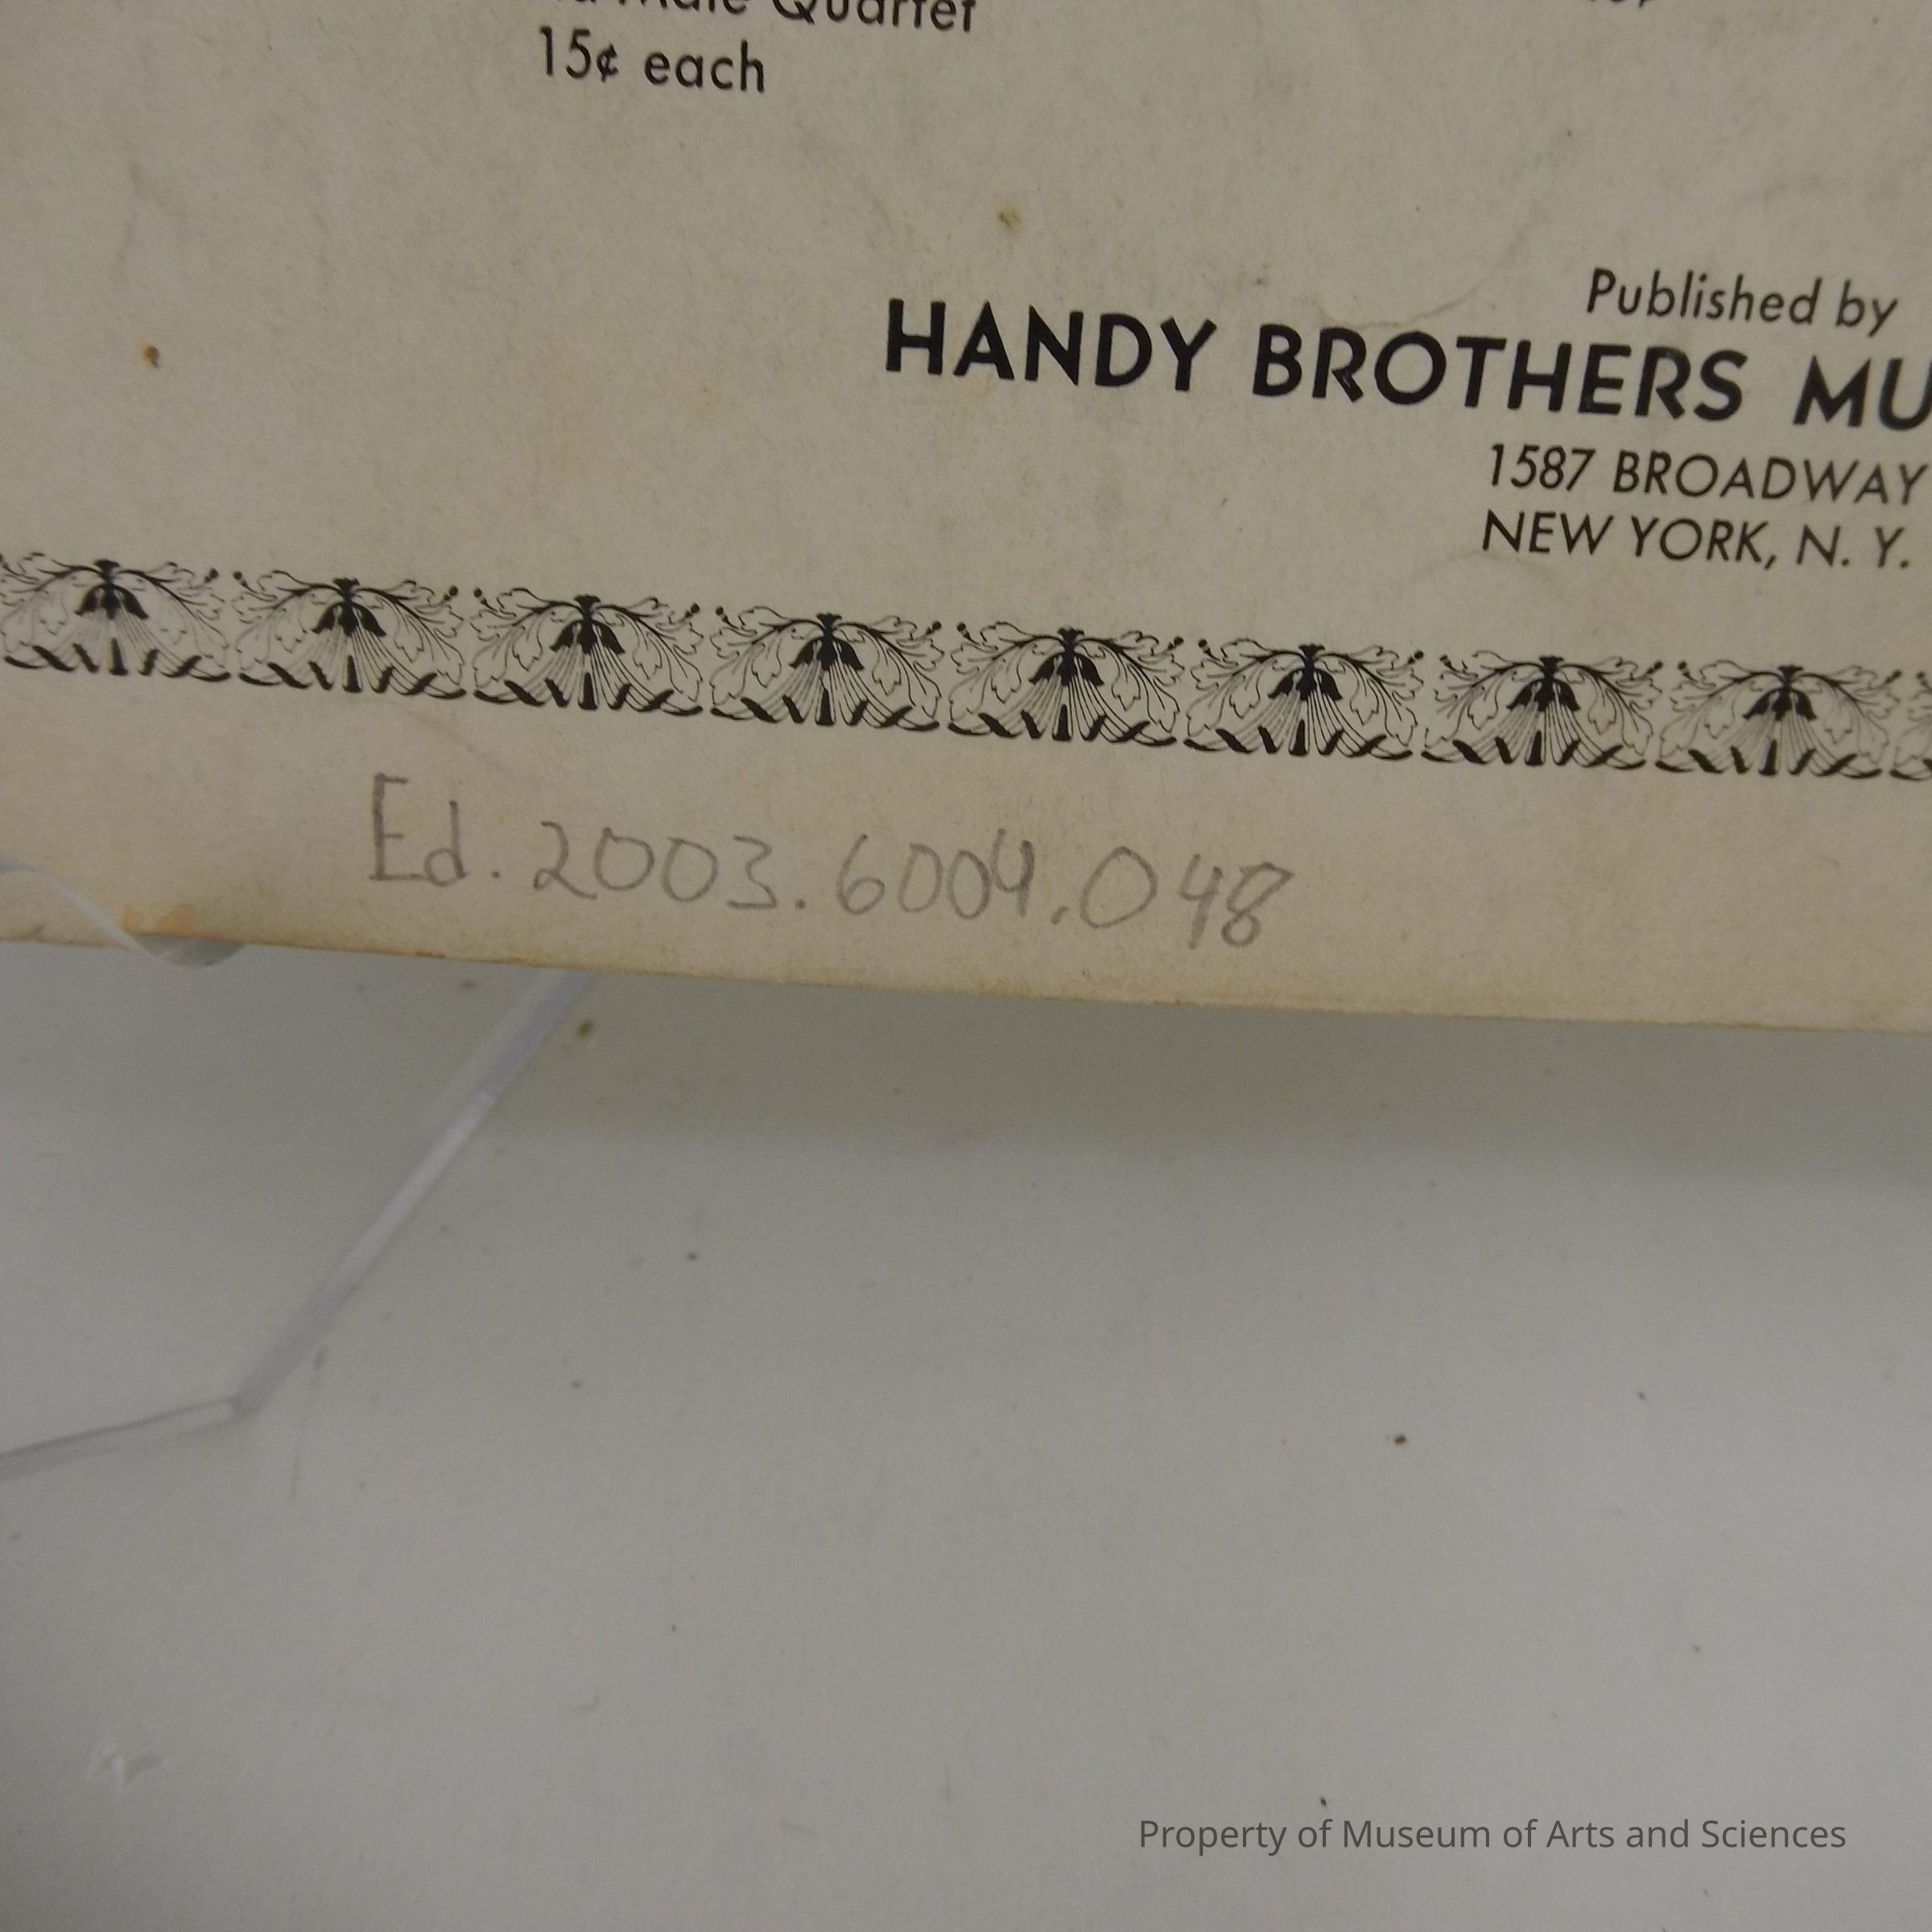 Quartet
15¢ each
Published by
HANDY BROTHERS MU
1587 BROADWAY
NEW YORK, N. Y.
Ed. 2003.6004.048
Property of Museum of Arts and Sciences